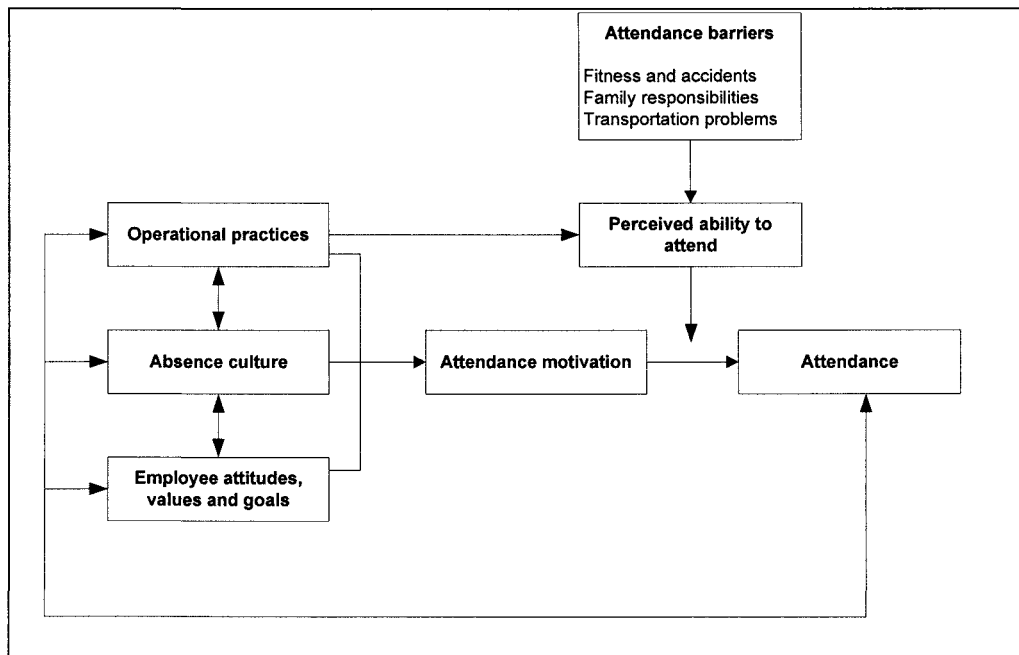 Attendance barriers
Fitness and accidents
Family responsibilities
Transportation problems
Operational practices
Perceived ability to
attend
Absence culture
Attendance motivation
Attendance
Employee attitudes,
values and goals